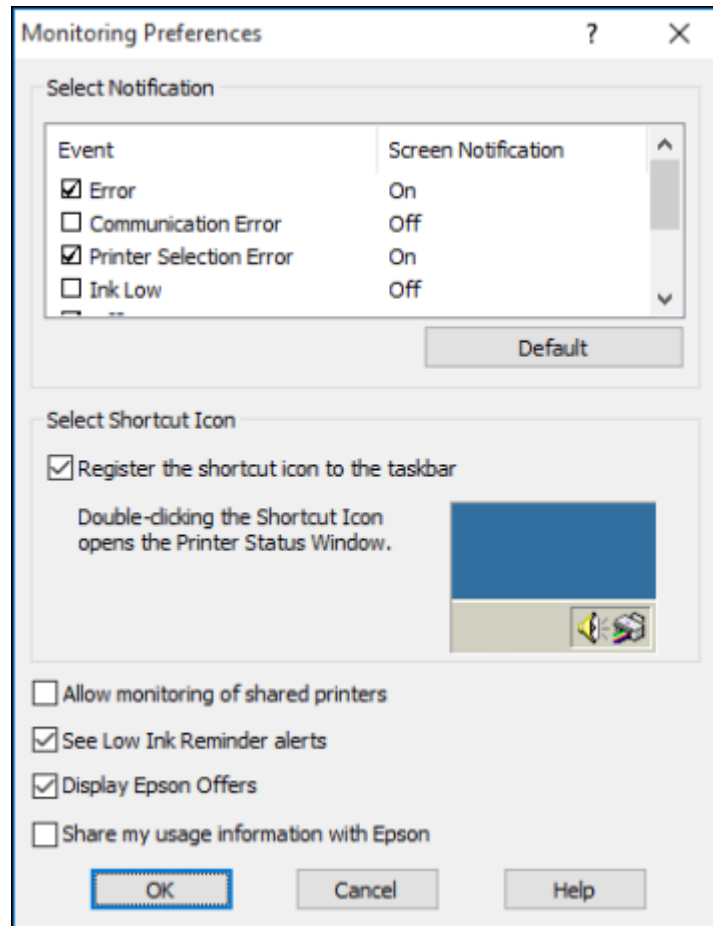 Monitoring Preferences
Select Notification
Event Screen Notification
Error On
Communication Error Off
Printer Selection Error On
Ink Low Off
Default
Select Shortcut Icon
Register the shortcut icon to the taskbar
Double-clicking the Shortcut Icon
opens the Printer Status Window.
Allow monitoring of shared printers
See Low Ink Reminder alerts
Display Epson Offers
Share my usage information with Epson
OK Cancel Help